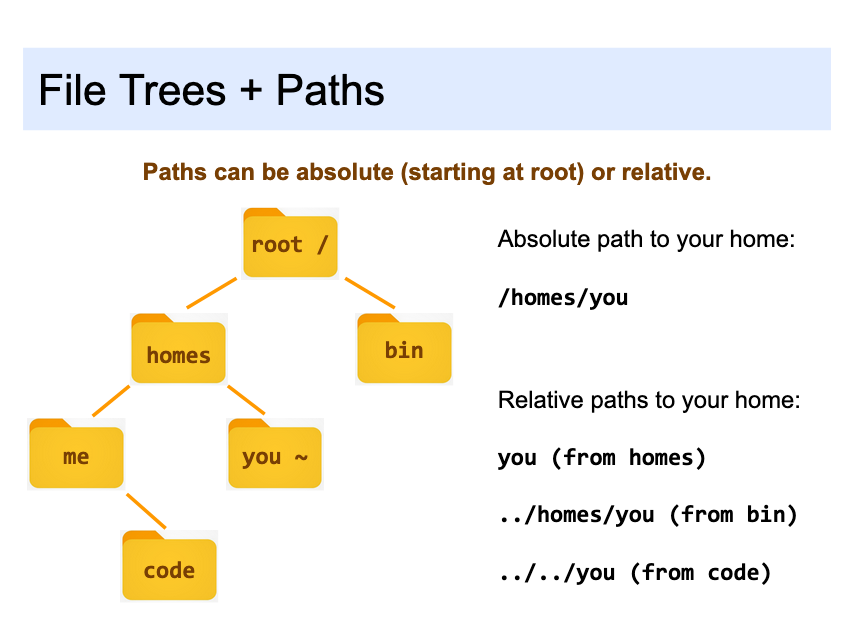 File Trees + Paths
Paths can be absolute (starting at root) or relative.
root /
homes
bin
me
you ~
code
Absolute path to your home:
/homes/you
Relative paths to your home:
you (from homes)
../homes/you (from bin)
../../you (from code)